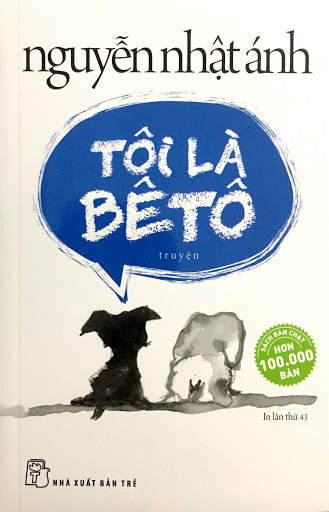 nguyễn nhật ánh
TÔi LÀ
BÊTÔ
truyện
SÁCH BÁN CHẠY
HƠN
100.000
BẢN
In lần thứ 43
T
NHÀ XUẤT BẢN TRẺ